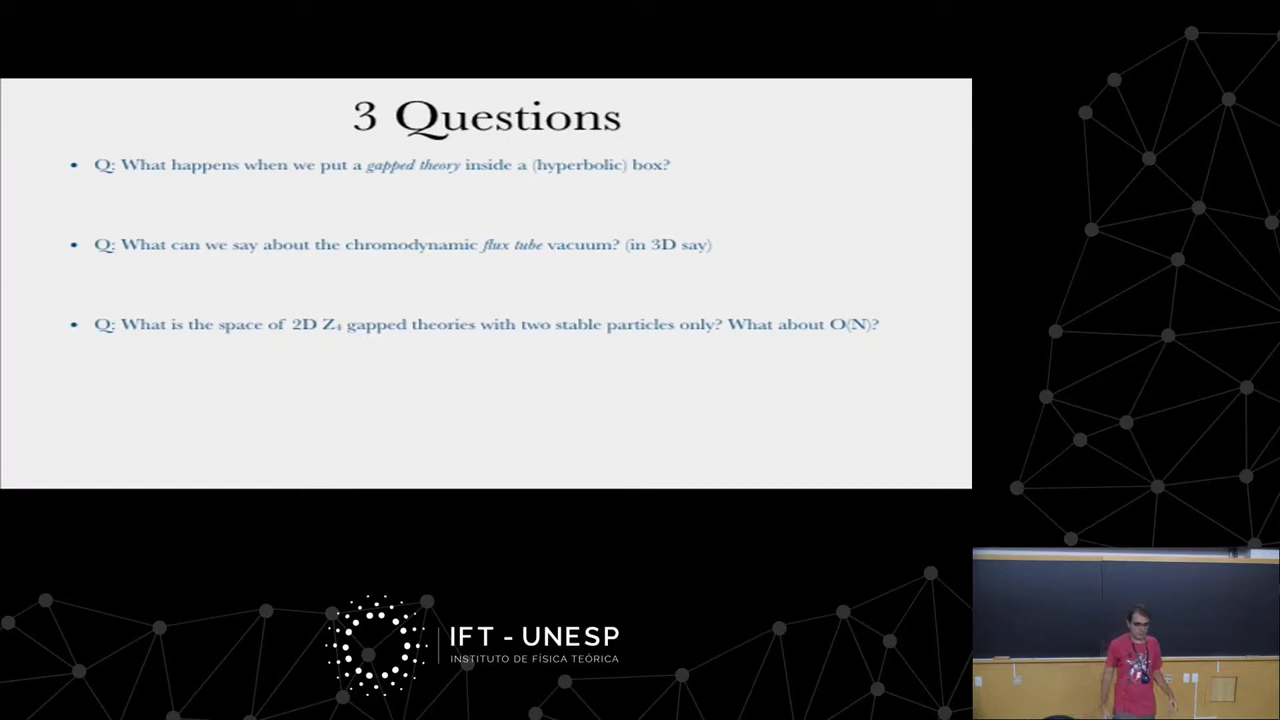 3 Questions
• Q: What happens when we put a gapped theory inside a (hyperbolic) box?
• Q: What can we say about the chromodynamic flux tube vacuum? (in 3D say)
• Q: What is the space of 2D Z₄ gapped theories with two stable particles only? What about O(N)?
IFT - UNESP
INSTITUTO DE FÍSICA TEÓRICA